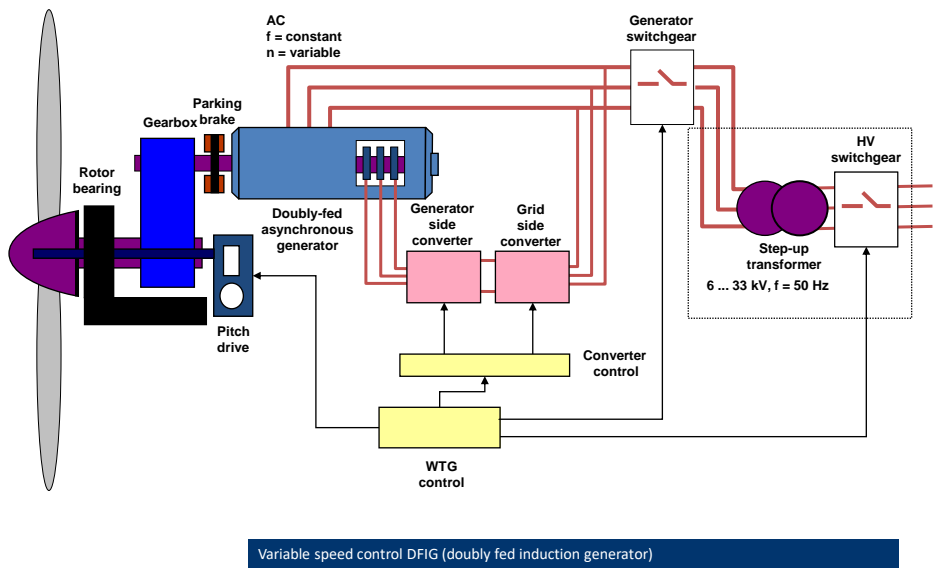 AC
f = constant
n = variable
Generator
switchgear
Parking
brake
Gearbox
HV
switchgear
Rotor
bearing
Doubly-fed
asynchronous
generator
Generator
side
converter
Grid
side
converter
Step-up
transformer
6 ... 33 kV, f = 50 Hz
Pitch
drive
Converter
control
WTG
control
Variable speed control DFIG (doubly fed induction generator)